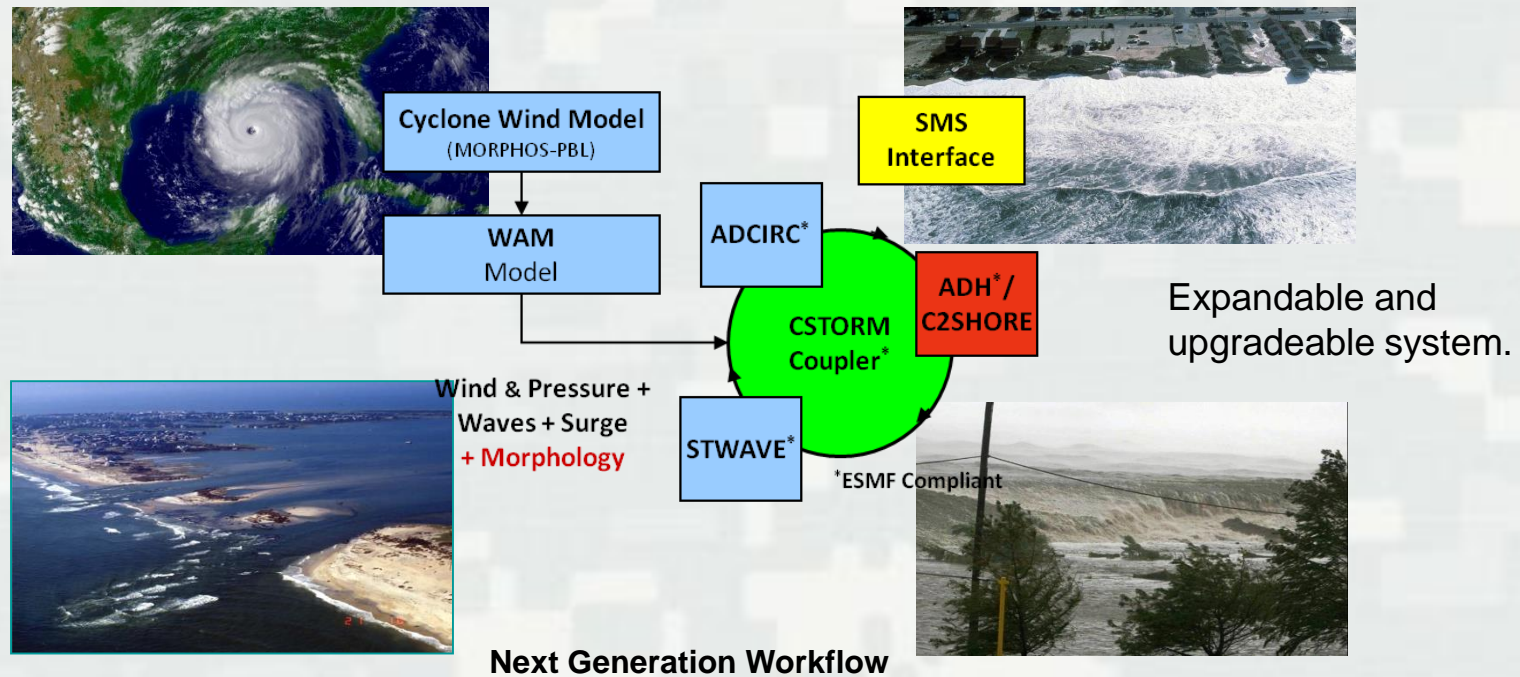 Cyclone Wind Model
(MORPHOS-PBL)
WAM
Model
SMS
Interface
ADCIRC*
ADH*/
C2SHORE
CSTORM
Coupler*
STWAVE*
*ESMF Compliant
Wind & Pressure +
Waves + Surge
+ Morphology
Expandable and
upgradeable system.
Next Generation Workflow